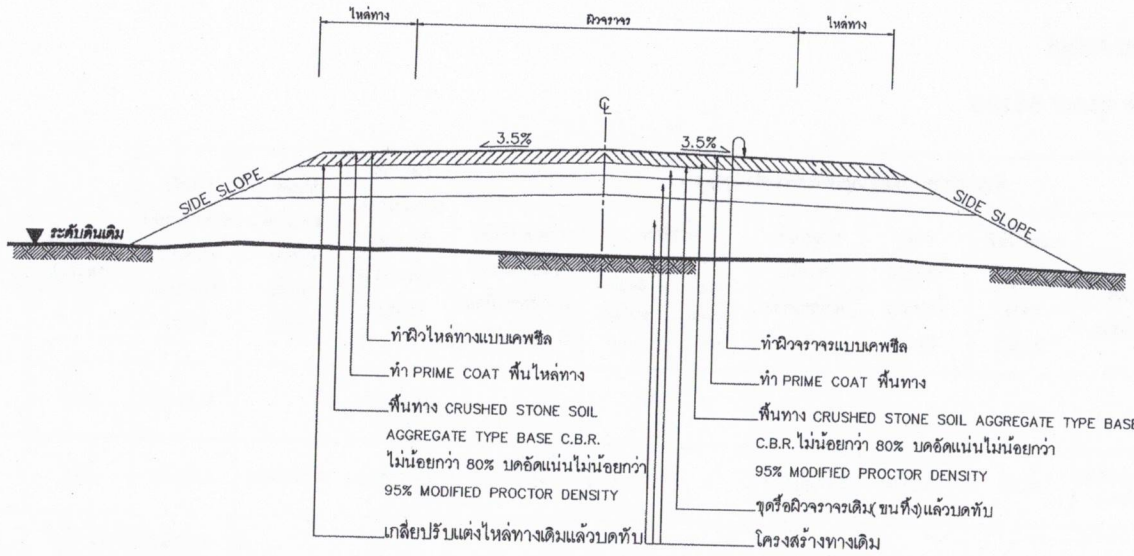 ไหล่ทาง
ผิวจราจร
ไหล่ทาง
℄
3.5%
3.5%
SIDE SLOPE
SIDE SLOPE
ระดับดินเดิม
ทำผิวไหล่ทางแบบเคพซีล
ทำ PRIME COAT พื้นไหล่ทาง
พื้นทาง CRUSHED STONE SOIL
AGGREGATE TYPE BASE C.B.R.
ไม่น้อยกว่า 80% บดอัดแน่นไม่น้อยกว่า
95% MODIFIED PROCTOR DENSITY
เกลี่ยปรับแต่งไหล่ทางเดิมแล้วบดทับ
ทำผิวจราจรแบบเคพซีล
ทำ PRIME COAT พื้นทาง
พื้นทาง CRUSHED STONE SOIL AGGREGATE TYPE BASE
C.B.R. ไม่น้อยกว่า 80% บดอัดแน่นไม่น้อยกว่า
95% MODIFIED PROCTOR DENSITY
ขุดรื้อผิวจราจรเดิม(ขนทิ้ง)แล้วบดทับ
โครงสร้างทางเดิม